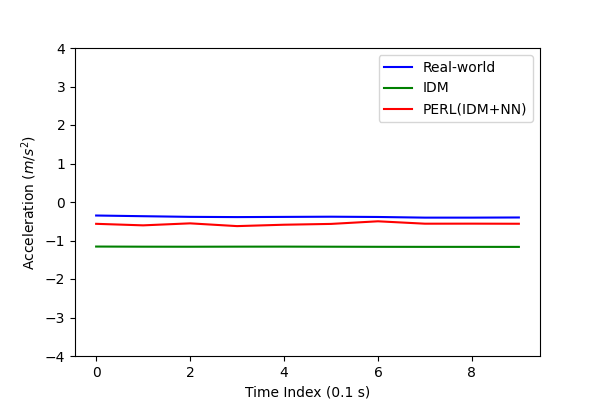 Real-world
IDM
PERL(IDM+NN)
4
3
2
1
0
−1
−2
−3
−4
Acceleration (m/s²)
0 2 4 6 8
Time Index (0.1 s)